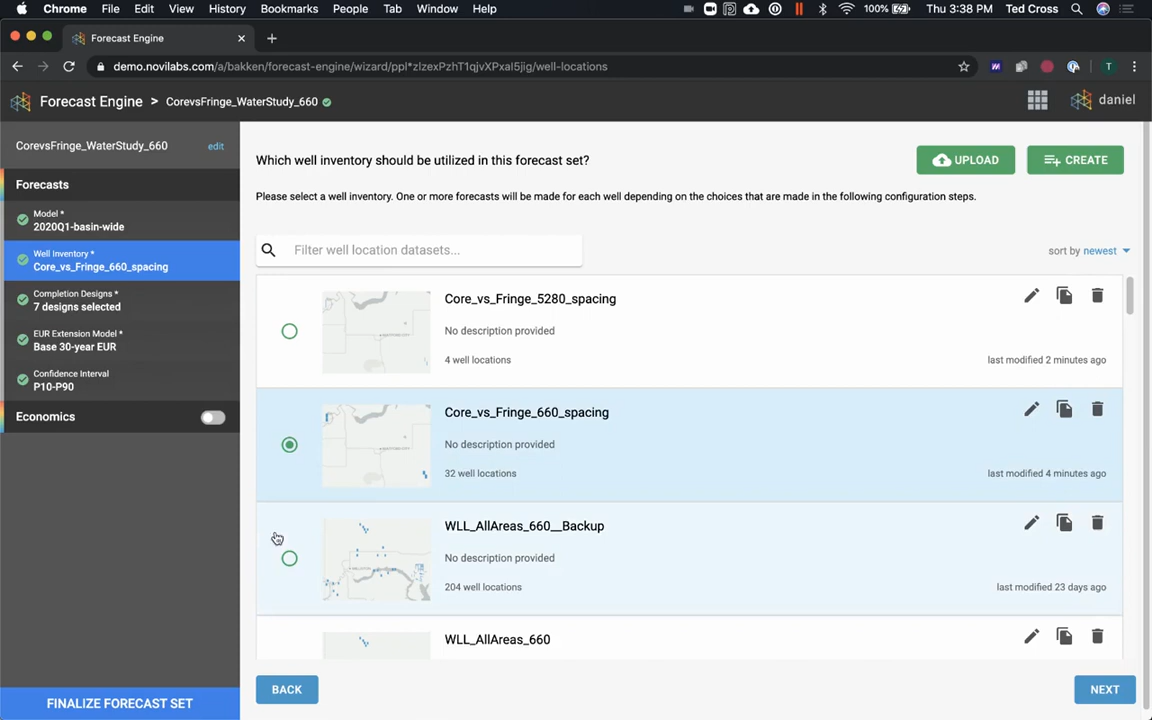 Chrome File Edit View History Bookmarks People Tab Window Help 100% Thu 3:38 PM Ted Cross
Forecast Engine
demo.novilabs.com/a/bakken/forecast-engine/wizard/ppl*zlzexPzhT1qjvXPxaI5jig/well-locations T
Forecast Engine > CorevsFringe_WaterStudy_660 daniel
CorevsFringe_WaterStudy_660 edit
Forecasts
Model *
2020Q1-basin-wide
Well Inventory *
Core_vs_Fringe_660_spacing
Completion Designs *
7 designs selected
EUR Extension Model *
Base 30-year EUR
Confidence Interval
P10-P90
Economics
FINALIZE FORECAST SET
Which well inventory should be utilized in this forecast set?
UPLOAD CREATE
Please select a well inventory. One or more forecasts will be made for each well depending on the choices that are made in the following configuration steps.
Filter well location datasets...
sort by newest
Core_vs_Fringe_5280_spacing
No description provided
4 well locations last modified 2 minutes ago
Core_vs_Fringe_660_spacing
No description provided
32 well locations last modified 4 minutes ago
WLL_AllAreas_660__Backup
No description provided
204 well locations last modified 23 days ago
WLL_AllAreas_660
BACK NEXT